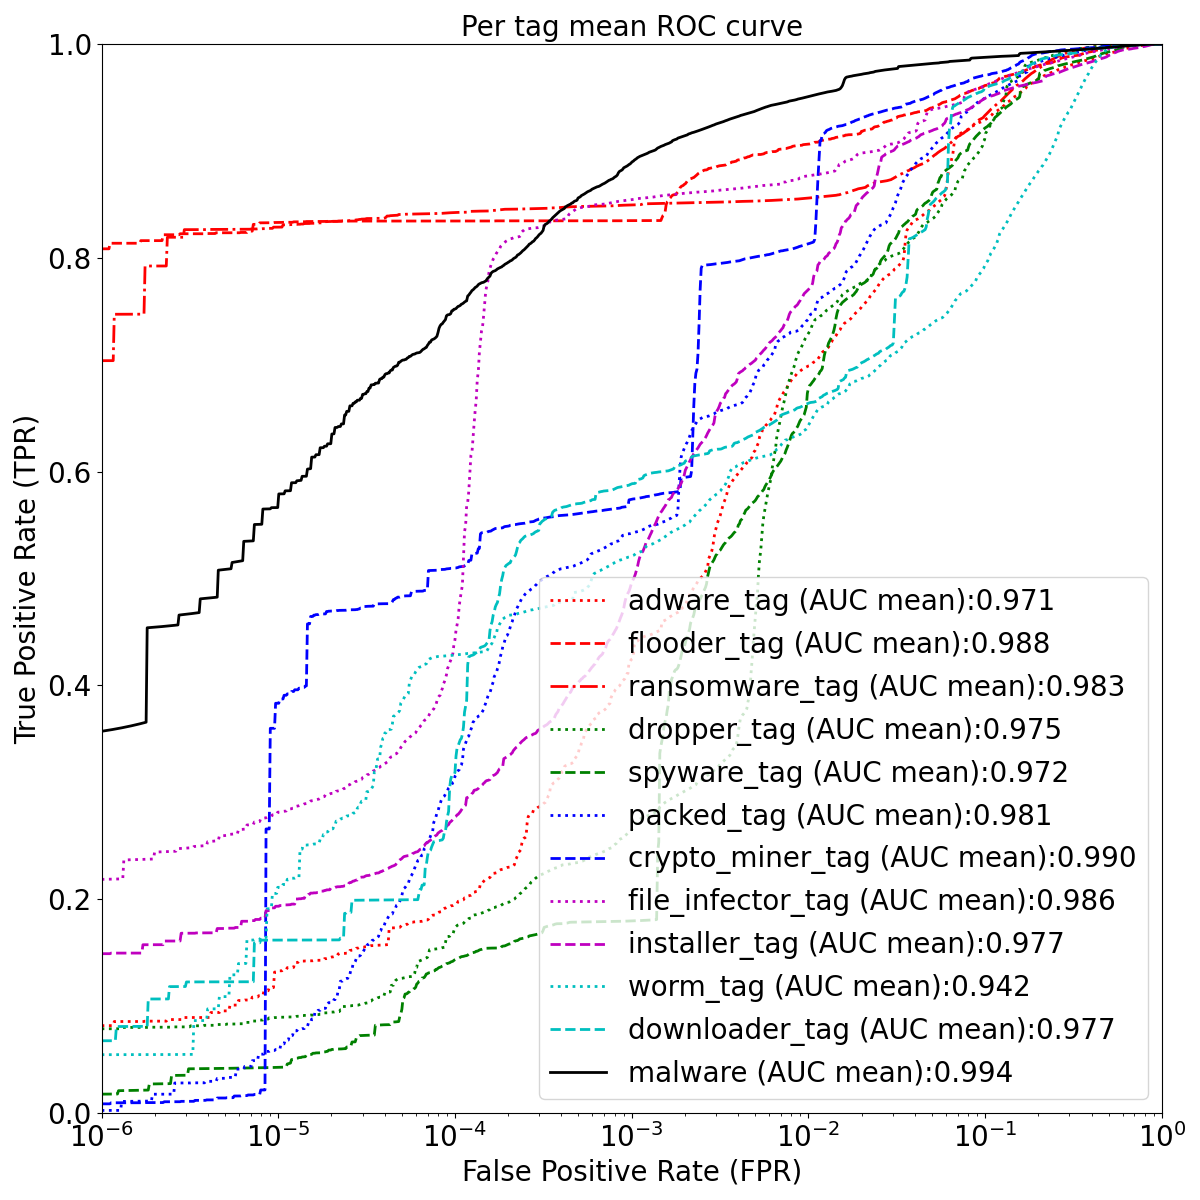 Per tag mean ROC curve
True Positive Rate (TPR)
1.0
0.8
0.6
0.4
0.2
0.0
adware_tag (AUC mean):0.971
flooder_tag (AUC mean):0.988
ransomware_tag (AUC mean):0.983
dropper_tag (AUC mean):0.975
spyware_tag (AUC mean):0.972
packed_tag (AUC mean):0.981
crypto_miner_tag (AUC mean):0.990
file_infector_tag (AUC mean):0.986
installer_tag (AUC mean):0.977
worm_tag (AUC mean):0.942
downloader_tag (AUC mean):0.977
malware (AUC mean):0.994
10⁻⁶ 10⁻⁵ 10⁻⁴ 10⁻³ 10⁻² 10⁻¹ 10⁰
False Positive Rate (FPR)